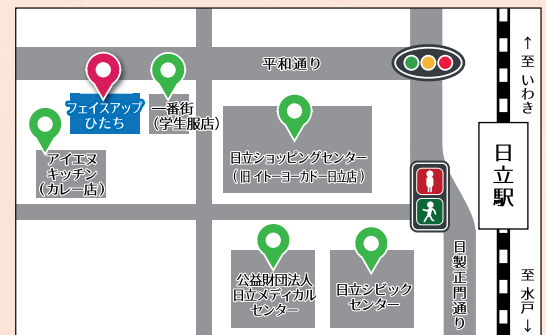 平和通り
↑至 いわき
フェイスアップ
ひたち
一番街
(学生服店)
アイエヌ
キッチン
(カレー店)
日立ショッピングセンター
(旧 イトーヨーカドー日立店)
日立駅
公益財団法人
日立メディカル
センター
日立シビック
センター
日製正門通り
至 水戸↓